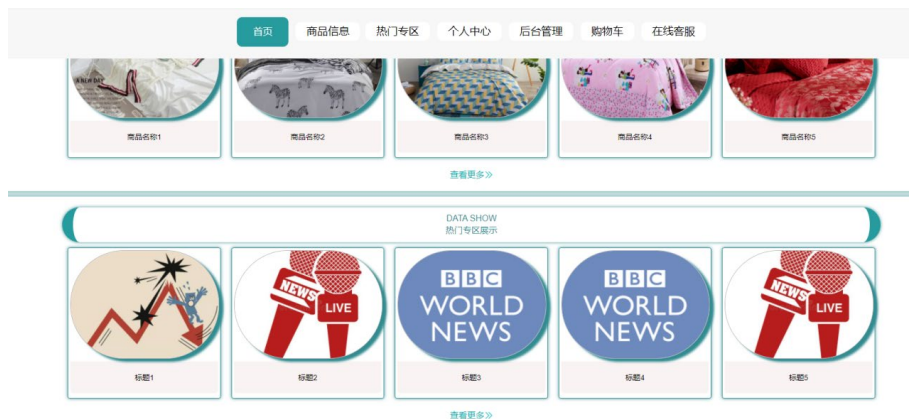 首页 商品信息 热门专区 个人中心 后台管理 购物车 在线客服
商品名称1 商品名称2 商品名称3 商品名称4 商品名称5
查看更多》
DATA SHOW
热门专区展示
NEWS LIVE
BBC WORLD NEWS
BBC WORLD NEWS
NEWS LIVE
标题1 标题2 标题3 标题4 标题5
查看更多》